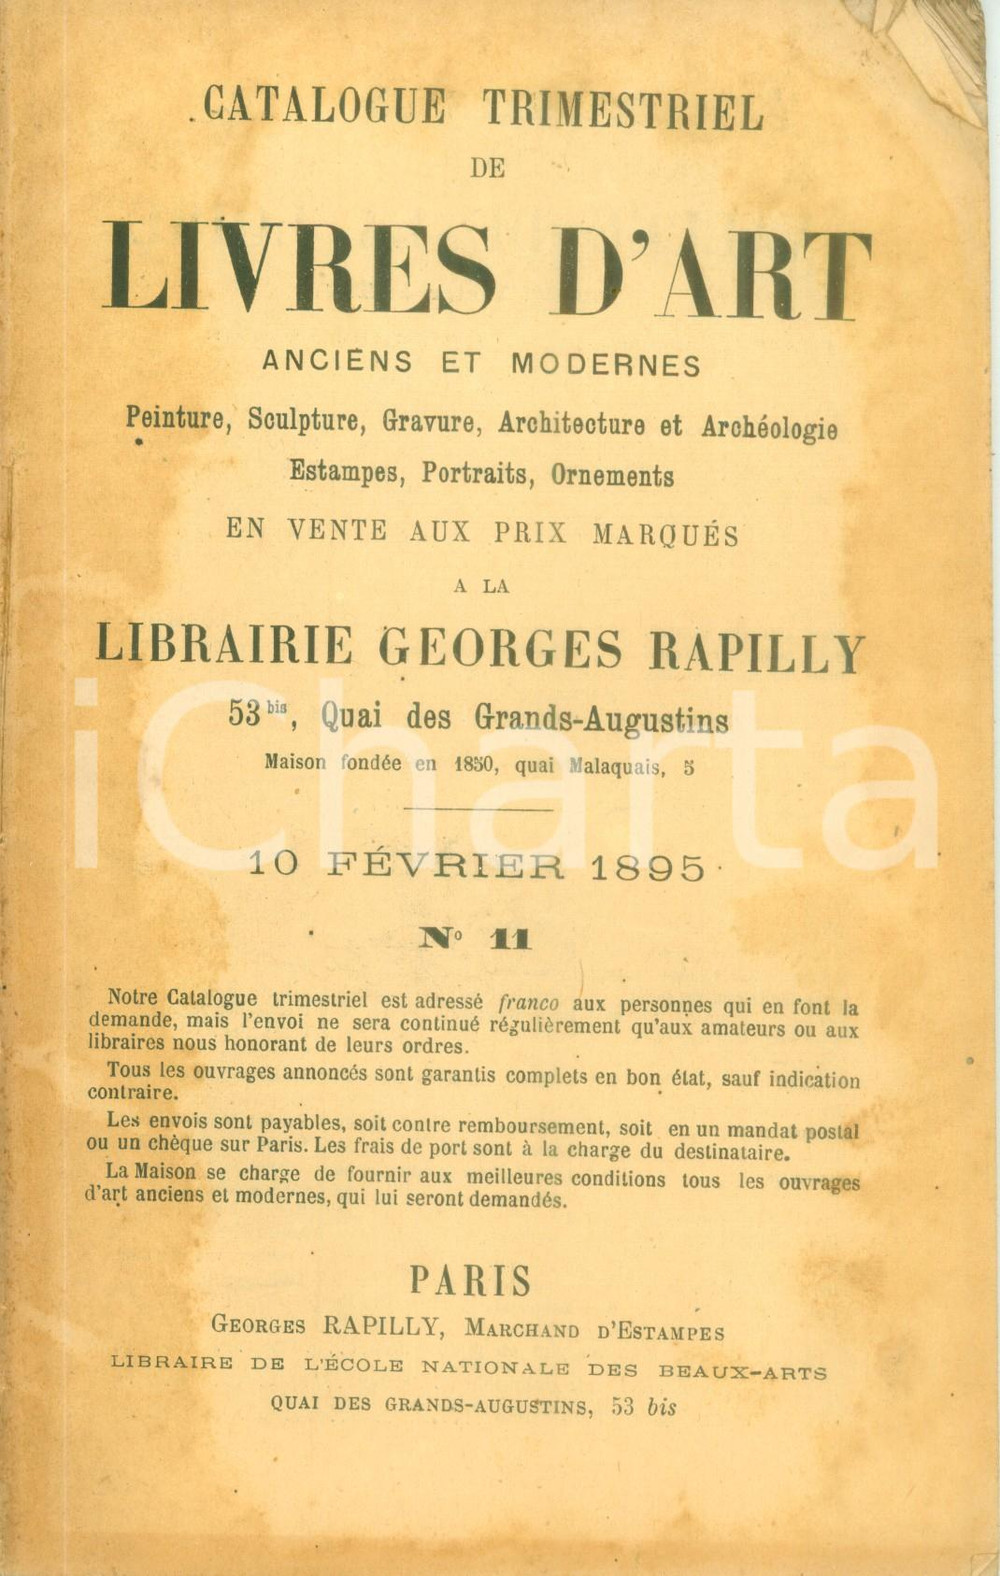 CATALOGUE TRIMESTRIEL
DE
LIVRES D'ART
ANCIENS ET MODERNES
Peinture, Sculpture, Gravure, Architecture et Archéologie
Estampes, Portraits, Ornements
EN VENTE AUX PRIX MARQUÉS
A LA
LIBRAIRIE GEORGES RAPILLY
53 bis, Quai des Grands-Augustins
Maison fondée en 1850, quai Malaquais, 5
iCharta
10 FÉVRIER 1895
No 11
Notre Catalogue trimestriel est adressé franco aux personnes qui en font la
demande, mais l'envoi ne sera continué régulièrement qu'aux amateurs ou aux
libraires nous honorant de leurs ordres.
Tous les ouvrages annoncés sont garantis complets en bon état, sauf indication
contraire.
Les envois sont payables, soit contre remboursement, soit en un mandat postal
ou un chèque sur Paris. Les frais de port sont à la charge du destinataire.
La Maison se charge de fournir aux meilleures conditions tous les ouvrages
d'art anciens et modernes, qui lui seront demandés.
PARIS
GEORGES RAPILLY, MARCHAND D'ESTAMPES
LIBRAIRE DE L'ÉCOLE NATIONALE DES BEAUX-ARTS
QUAI DES GRANDS-AUGUSTINS, 53 bis